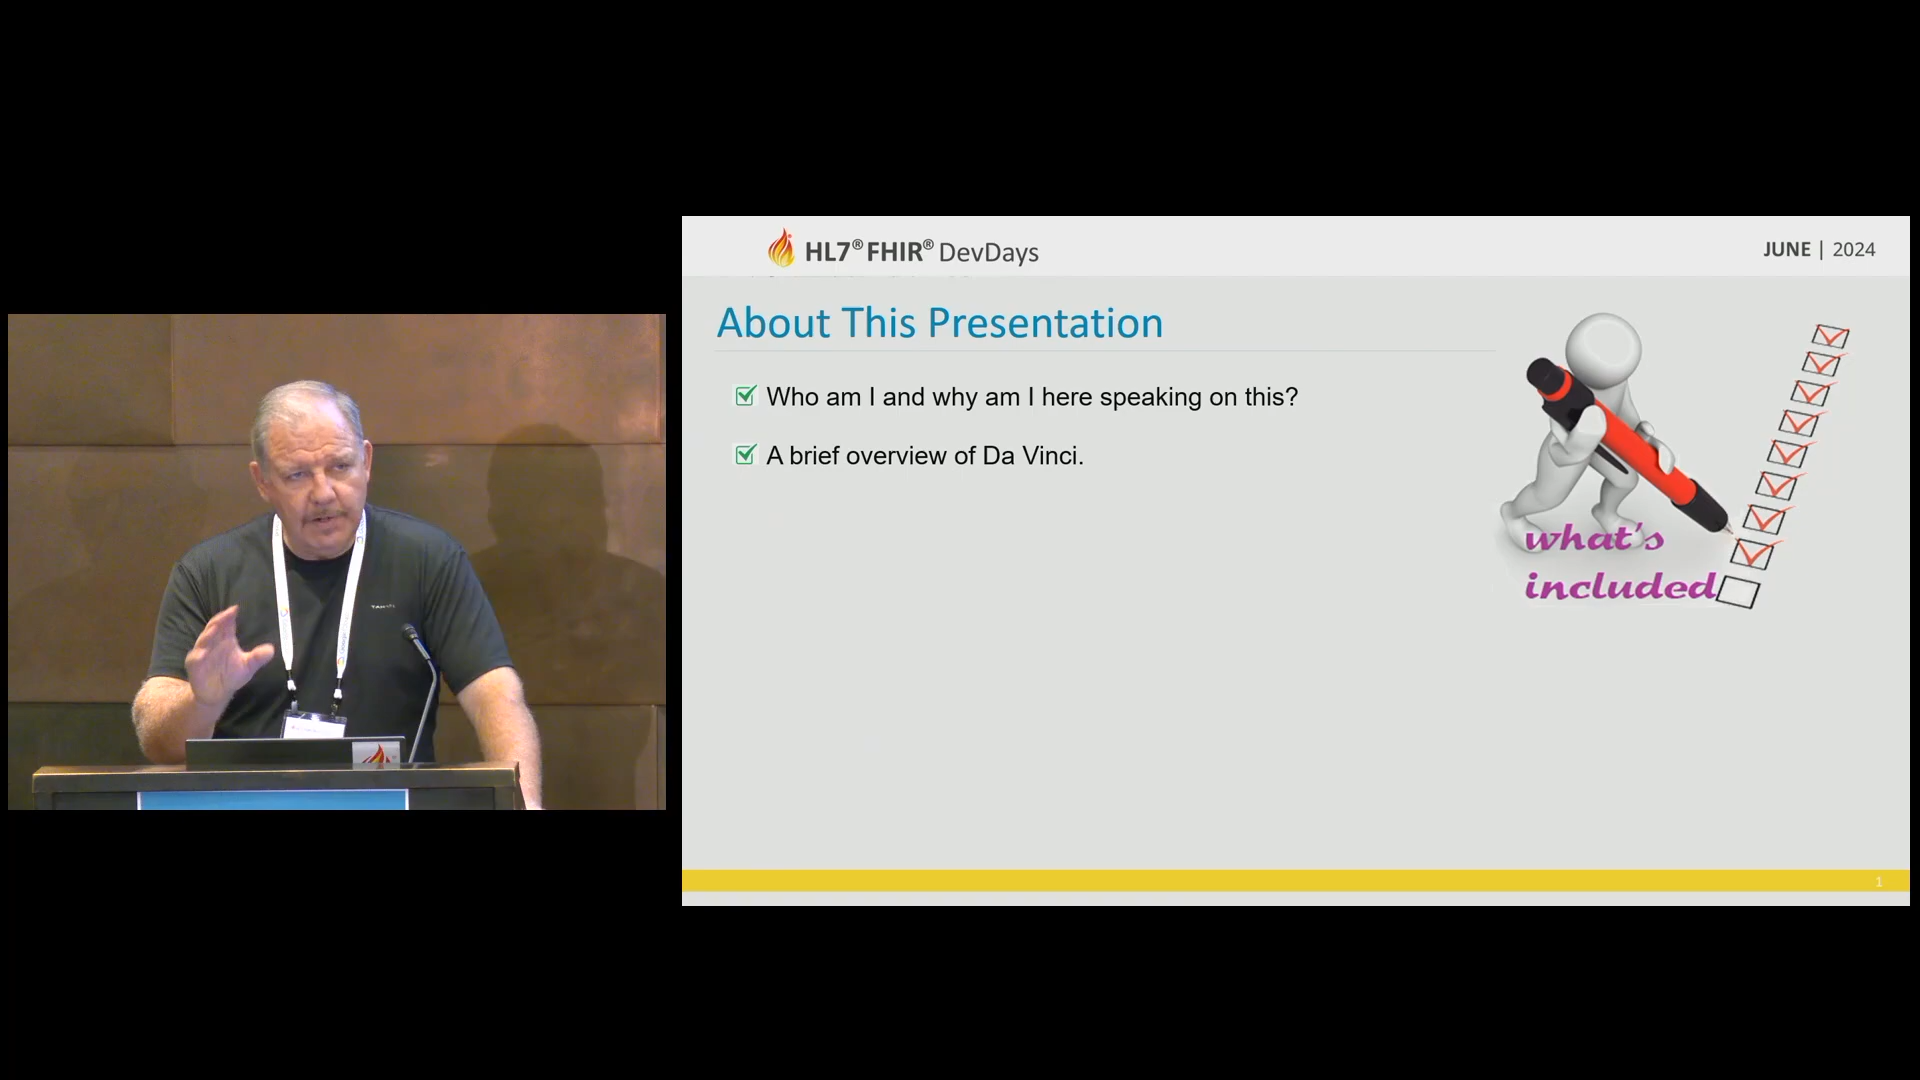 HL7® FHIR® DevDays
JUNE | 2024
About This Presentation
Who am I and why am I here speaking on this?
A brief overview of Da Vinci.
what's
included
1